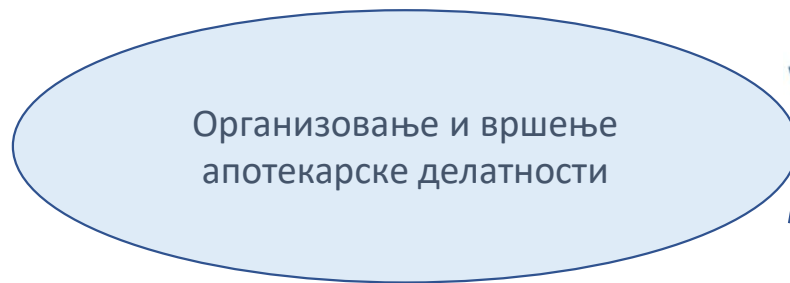 Организовање и вршење
апотекарске делатности